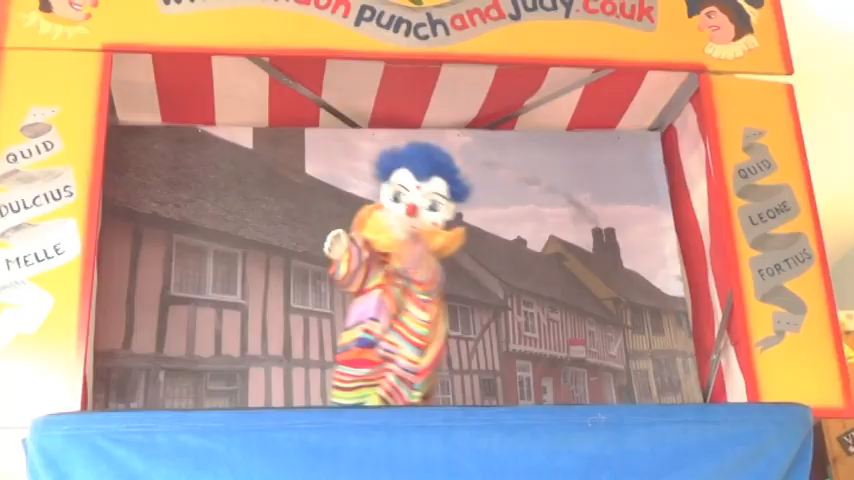 punchandjudy.co.uk
QUID
DULCIUS
MELLE
QUID
LEONE
FORTIUS